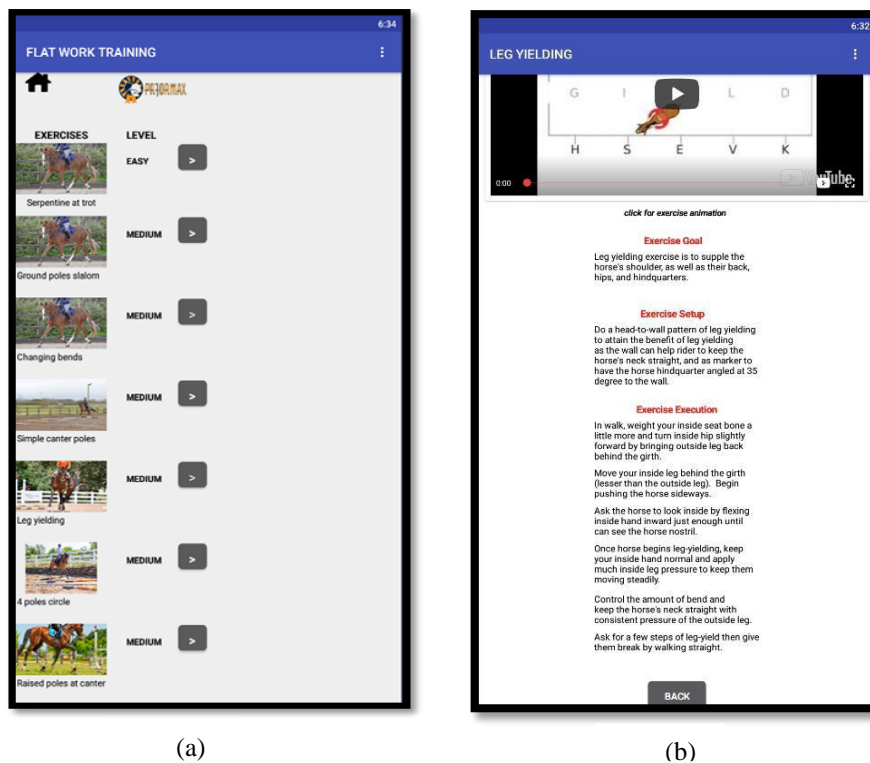 6:34
FLAT WORK TRAINING
EXERCISES LEVEL
EASY >
Serpentine at trot
MEDIUM >
Ground poles slalom
MEDIUM >
Changing bends
MEDIUM >
Simple canter poles
MEDIUM >
Leg yielding
MEDIUM >
4 poles circle
MEDIUM >
Raised poles at canter
(a)
6:32
LEG YIELDING
G I L D
H S E V K
0:00
YouTube
click for exercise animation
Exercise Goal
Leg yielding exercise is to supple the
horse's shoulder, as well as their back,
hips, and hindquarters.
Exercise Setup
Do a head-to-wall pattern of leg yielding
to attain the benefit of leg yielding
as the wall can help rider to keep the
horse's neck straight, and as marker to
have the horse hindquarter angled at 35
degree to the wall.
Exercise Execution
In walk, weight your inside seat bone a
little more and turn inside hip slightly
forward by bringing outside leg back
behind the girth.
Move your inside leg behind the girth
(lesser than the outside leg). Begin
pushing the horse sideways.
Ask the horse to look inside by flexing
inside hand inward just enough until
can see the horse nostril.
Once horse begins leg-yielding, keep
your inside hand normal and apply
much inside leg pressure to keep them
moving steadily.
Control the amount of bend and
keep the horse's neck straight with
consistent pressure of the outside leg.
Ask for a few steps of leg-yield then give
them break by walking straight.
BACK
(b)